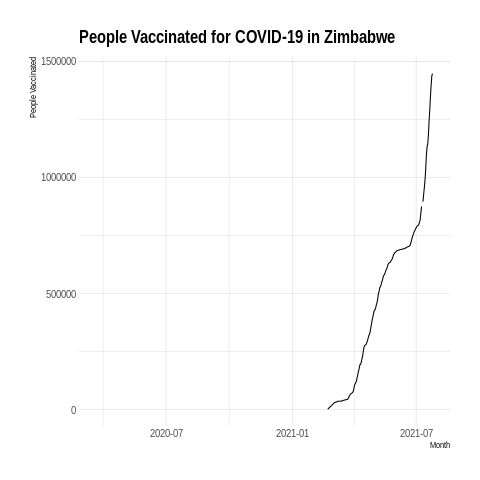 People Vaccinated for COVID-19 in Zimbabwe
People Vaccinated
1500000
1000000
500000
0
2020-07
2021-01
2021-07
Month